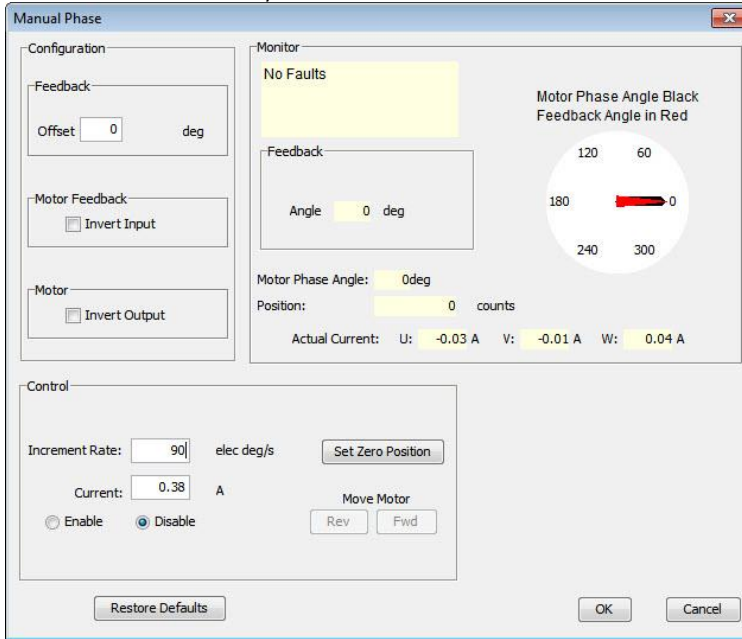 Manual Phase
Configuration
Feedback
Offset 0 deg
Motor Feedback
Invert Input
Motor
Invert Output
Monitor
No Faults
Feedback
Angle 0 deg
Motor Phase Angle Black
Feedback Angle in Red
120 60
180 0
240 300
Motor Phase Angle: 0deg
Position: 0 counts
Actual Current: U: -0.03 A V: -0.01 A W: 0.04 A
Control
Increment Rate: 90 elec deg/s
Set Zero Position
Current: 0.38 A
Move Motor
Enable Disable
Rev Fwd
Restore Defaults
OK Cancel